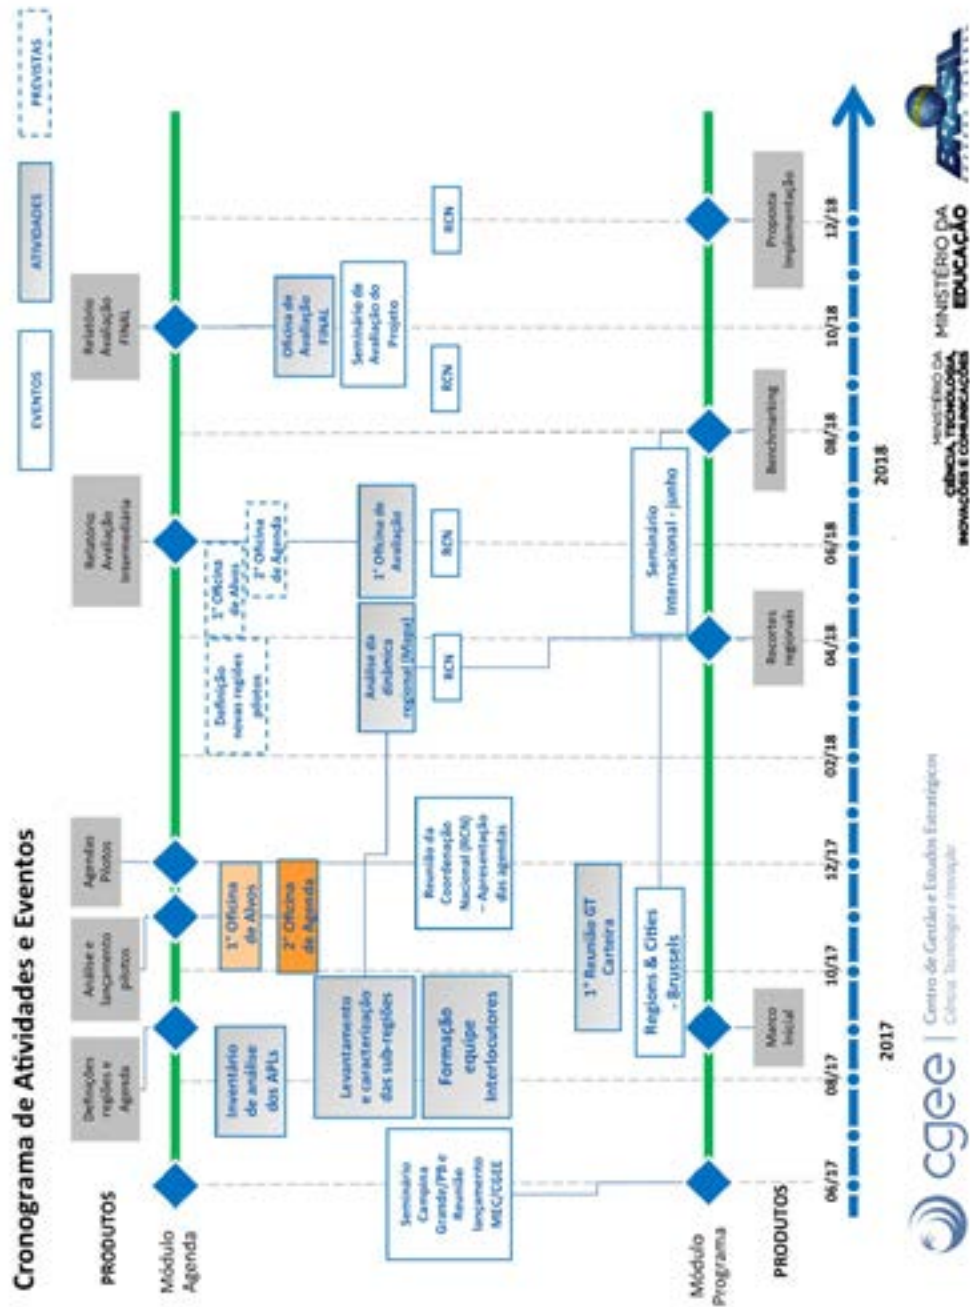 Cronograma de Atividades e Eventos
EVENTOS
ATIVIDADES
PREVISTAS
PRODUTOS
Definições
regiões e
Agenda
Análise e
lançamento
pilotos
Agendas
Pilotos
Relatório
Avaliação
Intermediária
Relatório
Avaliação
FINAL
Módulo
Agenda
Inventário
de análise
dos APLs
1ª Oficina
de Alvos
2ª Oficina
de Agenda
Definição
novas regiões
pilotos
1ª Oficina
de Alvos
2ª Oficina
de Agenda
Oficina de
Avaliação
FINAL
Seminário de
Avaliação do
Projeto
Levantamento
e caracterização
das sub-regiões
Análise da
dinâmica
regional (Mapa)
1ª Oficina de
Avaliação
Seminário
Campina
Grande/PB e
Reunião
lançamento
MEC/CGEE
Formação
equipe
Interlocutores
Reunião da
Coordenação
Nacional (RCN)
– Apresentação
das agendas
RCN
RCN
RCN
RCN
1ª Reunião GT
Carteira
Regions & Cities
- Brussels
Seminário
Internacional - junho
Módulo
Programa
PRODUTOS
Marco
Inicial
Recortes
regionais
Benchmarking
Proposta
Implementação
06/17
08/17
10/17
12/17
02/18
04/18
06/18
08/18
10/18
12/18
2017
2018
cgee
Centro de Gestão e Estudos Estratégicos
Ciência, Tecnologia e Inovação
MINISTÉRIO DA
CIÊNCIA, TECNOLOGIA,
INOVAÇÕES E COMUNICAÇÕES
MINISTÉRIO DA
EDUCAÇÃO
BRASIL